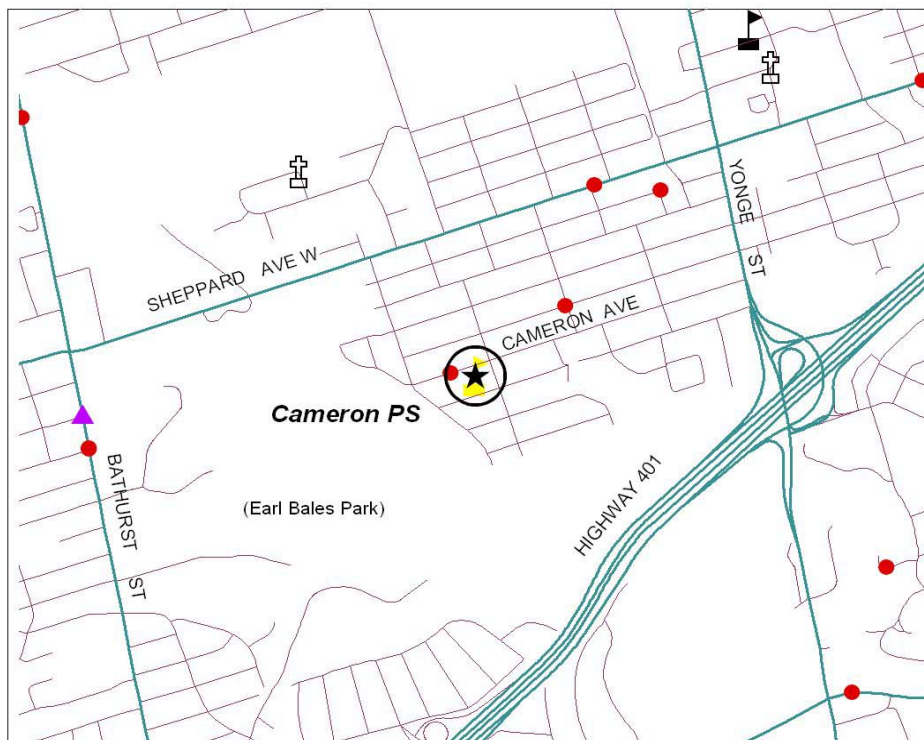 YONGE ST
SHEPPARD AVE W
CAMERON AVE
Cameron PS
BATHURST ST
(Earl Bales Park)
HIGHWAY 401